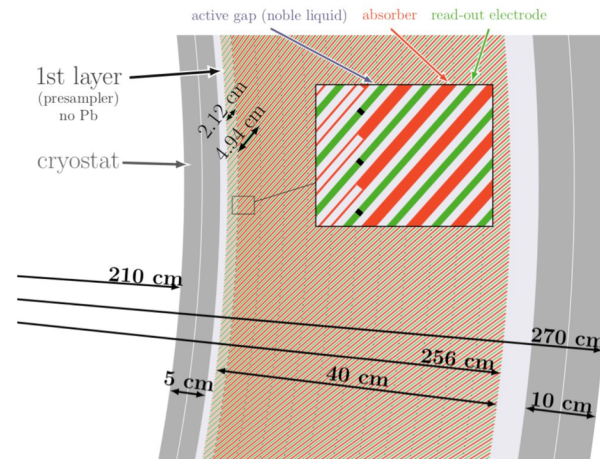 active gap (noble liquid) absorber read-out electrode
1st layer
(presampler)
no Pb
2.12 cm
4.94 cm
cryostat
210 cm
270 cm
256 cm
5 cm
40 cm
10 cm